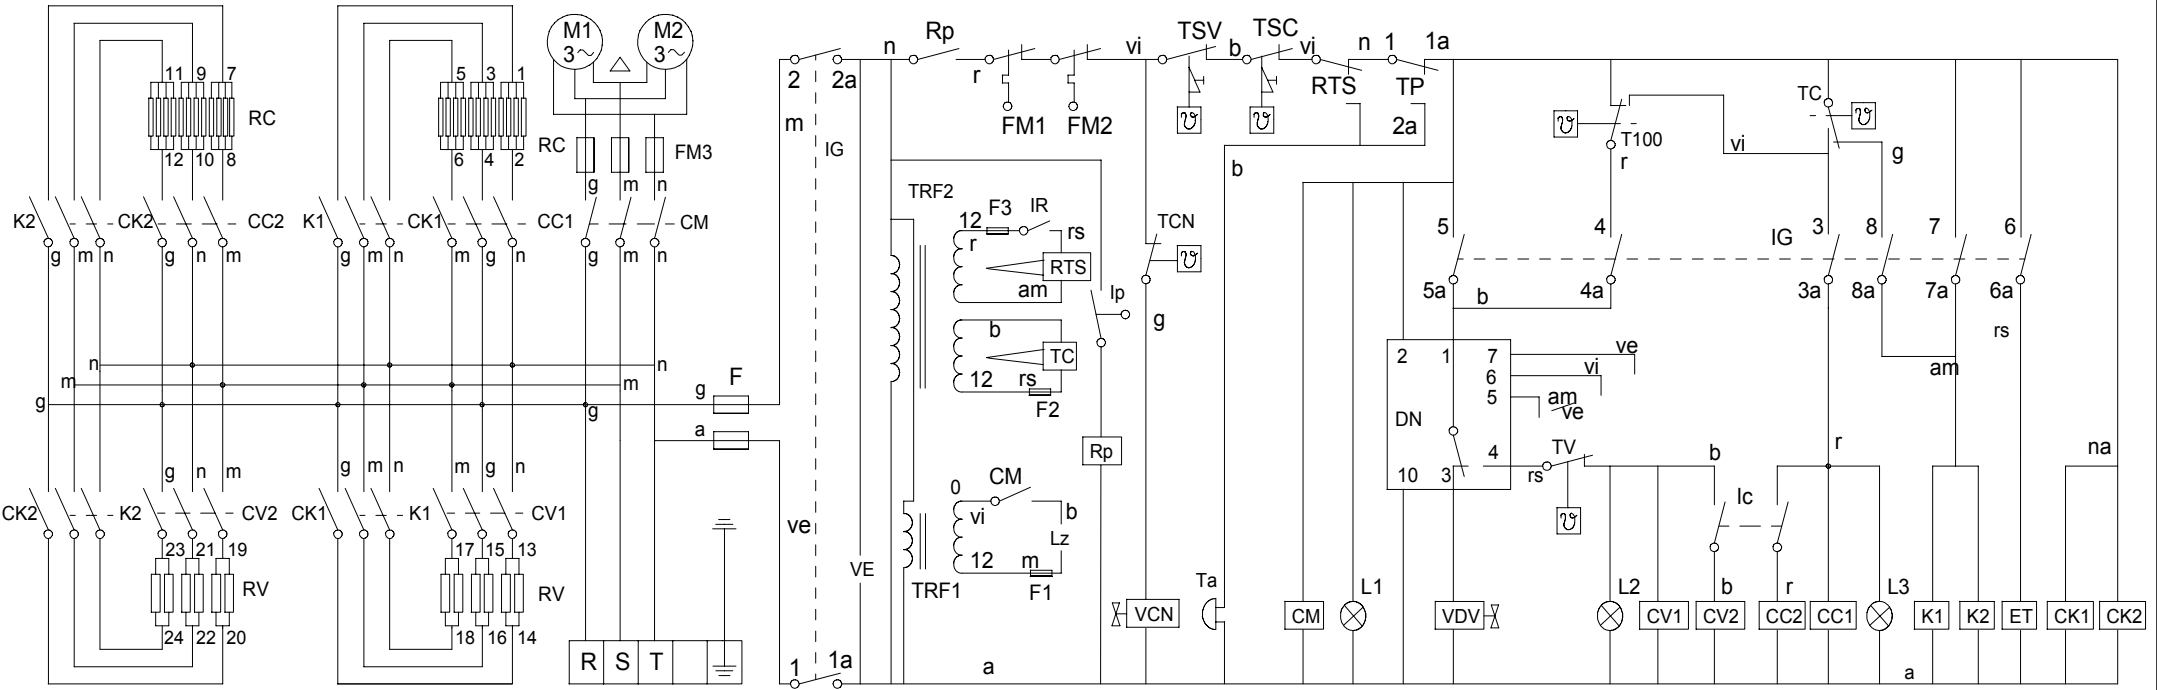 M1 M2
3~ 3~
n Rp vi TSV b TSC vi n 1 1a
2 2a r RTS TP
11 9 7 5 3 1
RC FM1 FM2 ϑ ϑ 2a
TC ϑ
m ϑ T100
12 10 8 6 4 2 RC FM3 IG r vi g
b
g m n TRF2
K2 CK2 CC2 K1 CK1 CC1 CM
12 F3 IR rs TCN 5 4 IG 3 8 7 6
g m n g n m g m n m g n g m n
r RTS ϑ
am Ip g 5a b 4a 3a 8a 7a 6a
b rs
n n TC 2 1 7 ve
m m 12 rs 6 vi am
g g g F F2 5 am
ve
a DN
Rp 4 TV b r na
g n m g m n m g n 10 3 rs
CK2 K2 CV2 CK1 K1 CV1 0 CM Ic
vi b ϑ
ve Lz
23 21 19 17 15 13 12 m
RV RV VE TRF1 F1 Ta L1 L2 b r L3
VCN CM VDV CV1 CV2 CC2 CC1 K1 K2 ET CK1 CK2
24 22 20 18 16 14
R S T 1 1a a a